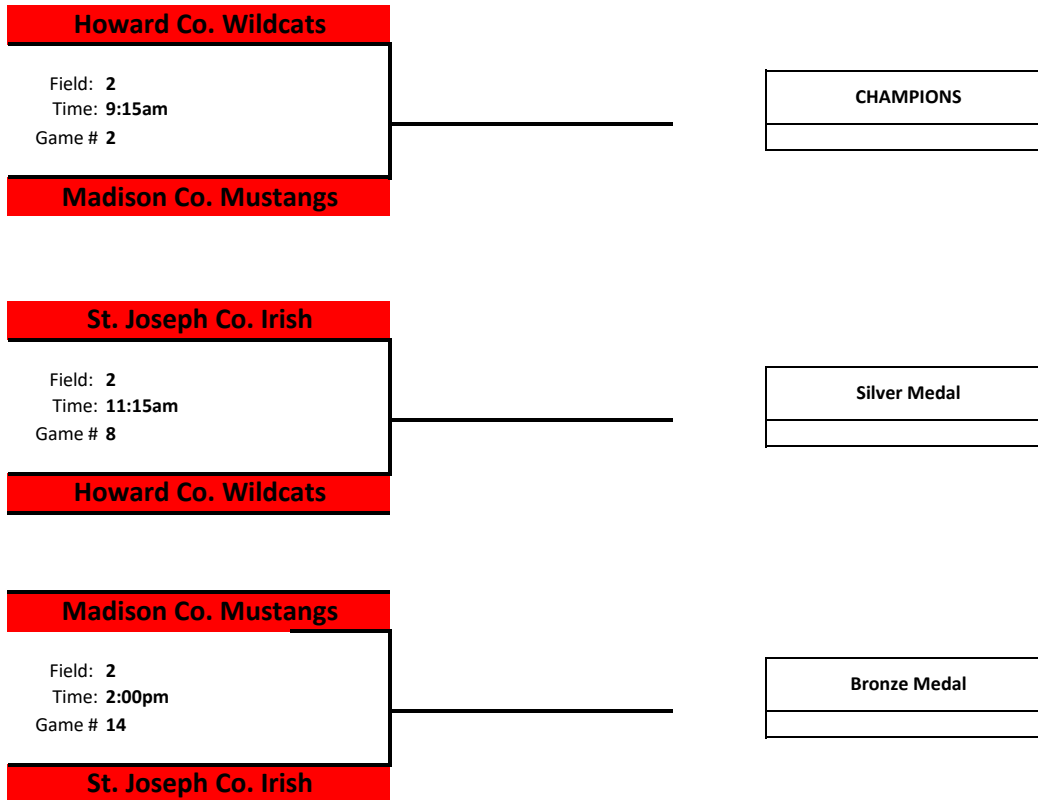 Howard Co. Wildcats
Field: 2
Time: 9:15am
Game # 2
CHAMPIONS
Madison Co. Mustangs
St. Joseph Co. Irish
Field: 2
Time: 11:15am
Game # 8
Silver Medal
Howard Co. Wildcats
Madison Co. Mustangs
Field: 2
Time: 2:00pm
Game # 14
Bronze Medal
St. Joseph Co. Irish